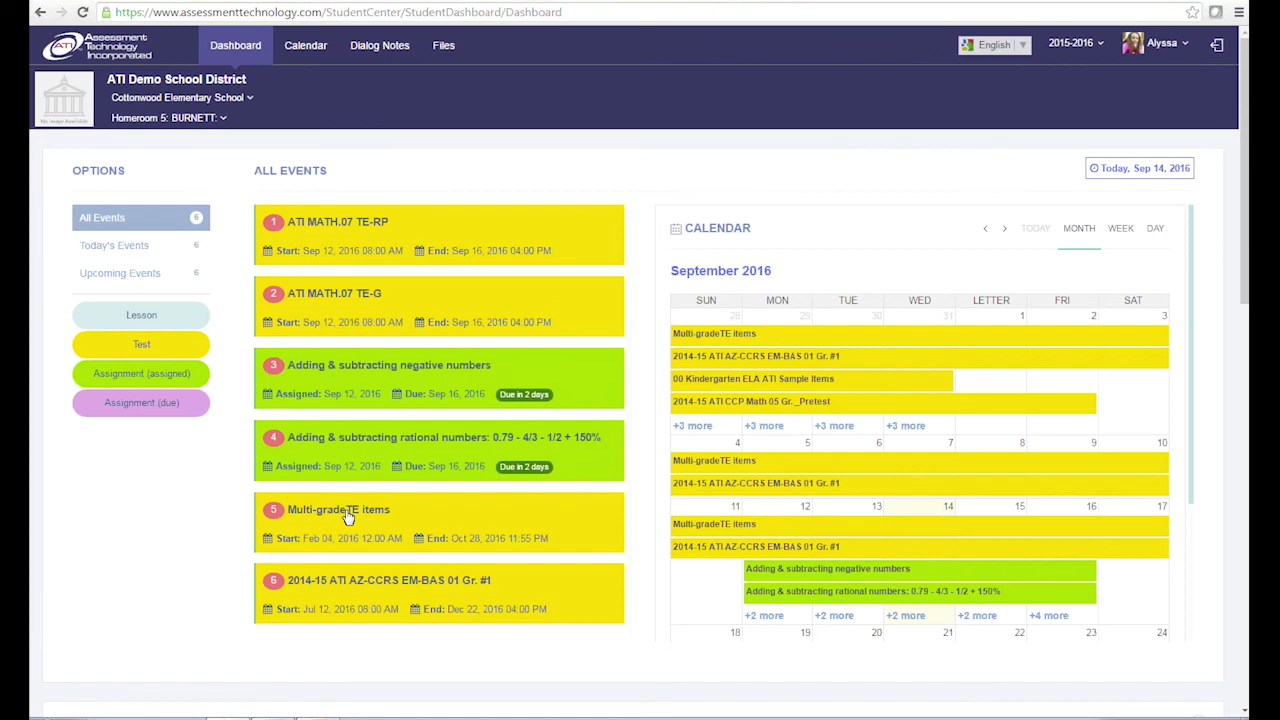 https://www.assessmenttechnology.com/StudentCenter/StudentDashboard/Dashboard
ATI
Assessment
Technology
Incorporated
Dashboard
Calendar
Dialog Notes
Files
English
2015-2016
Alyssa
ATI Demo School District
Cottonwood Elementary School
Homeroom 5: BURNETT:
No Image Available
OPTIONS
All Events 6
Today's Events 6
Upcoming Events 6
Lesson
Test
Assignment (assigned)
Assignment (due)
ALL EVENTS
1 ATI MATH.07 TE-RP
Start: Sep 12, 2016 08:00 AM End: Sep 16, 2016 04:00 PM
2 ATI MATH.07 TE-G
Start: Sep 12, 2016 08:00 AM End: Sep 16, 2016 04:00 PM
3 Adding & subtracting negative numbers
Assigned: Sep 12, 2016 Due: Sep 16, 2016 Due in 2 days
4 Adding & subtracting rational numbers: 0.79 - 4/3 - 1/2 + 150%
Assigned: Sep 12, 2016 Due: Sep 16, 2016 Due in 2 days
5 Multi-gradeTE items
Start: Feb 04, 2016 12:00 AM End: Oct 28, 2016 11:55 PM
6 2014-15 ATI AZ-CCRS EM-BAS 01 Gr. #1
Start: Jul 12, 2016 08:00 AM End: Dec 22, 2016 04:00 PM
Today, Sep 14, 2016
CALENDAR
TODAY MONTH WEEK DAY
September 2016
SUN MON TUE WED LETTER FRI SAT
28 29 30 31 1 2 3
Multi-gradeTE items
2014-15 ATI AZ-CCRS EM-BAS 01 Gr. #1
00 Kindergarten ELA ATI Sample Items
2014-15 ATI CCP Math 05 Gr. _Pretest
+3 more +3 more +3 more +3 more
4 5 6 7 8 9 10
Multi-gradeTE items
2014-15 ATI AZ-CCRS EM-BAS 01 Gr. #1
11 12 13 14 15 16 17
Multi-gradeTE items
2014-15 ATI AZ-CCRS EM-BAS 01 Gr. #1
Adding & subtracting negative numbers
Adding & subtracting rational numbers: 0.79 - 4/3 - 1/2 + 150%
+2 more +2 more +2 more +2 more +4 more
18 19 20 21 22 23 24